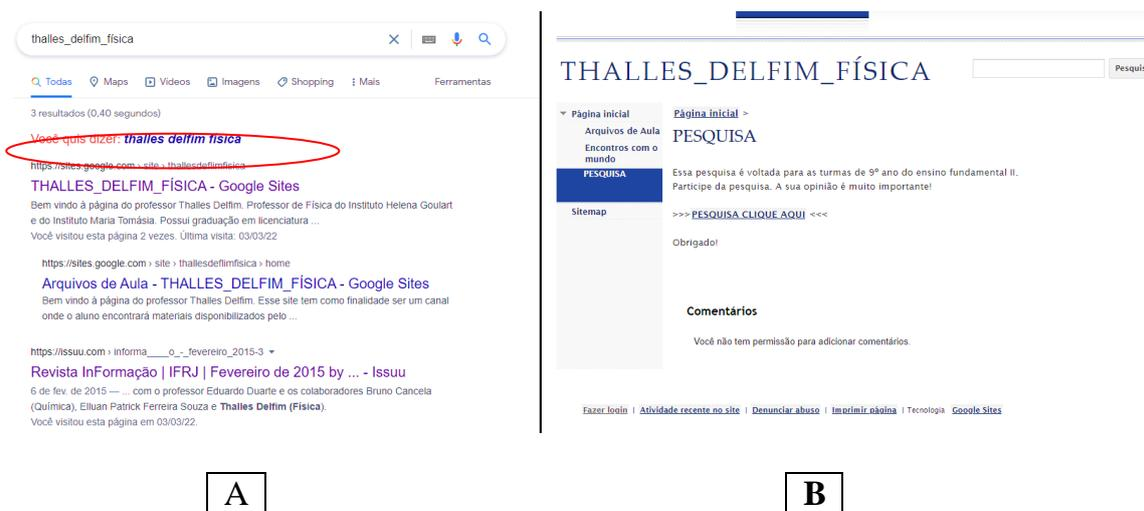 thalles_delfim_física
Todas
Maps
Vídeos
Imagens
Shopping
Mais
Ferramentas
3 resultados (0,40 segundos)
Você quis dizer: thalles delfim física
https://sites.google.com › site › thallesdeflimfisica
THALLES_DELFIM_FÍSICA - Google Sites
Bem vindo à página do professor Thalles Delfim. Professor de Física do Instituto Helena Goulart
e do Instituto Maria Tomásia. Possui graduação em licenciatura ...
Você visitou esta página 2 vezes. Última visita: 03/03/22
https://sites.google.com › site › thallesdeflimfisica › home
Arquivos de Aula - THALLES_DELFIM_FÍSICA - Google Sites
Bem vindo à página do professor Thalles Delfim. Esse site tem como finalidade ser um canal
onde o aluno encontrará materiais disponibilizados pelo ...
https://issuu.com › informa____o_-_fevereiro_2015-3
Revista InFormação | IFRJ | Fevereiro de 2015 by ... - Issuu
6 de fev. de 2015 — ... com o professor Eduardo Duarte e os colaboradores Bruno Cancela
(Química), Elluan Patrick Ferreira Souza e Thalles Delfim (Física).
Você visitou esta página em 03/03/22.
A
THALLES_DELFIM_FÍSICA
Pesquis
Página inicial
Arquivos de Aula
Encontros com o
mundo
PESQUISA
Sitemap
Página inicial >
PESQUISA
Essa pesquisa é voltada para as turmas de 9º ano do ensino fundamental II.
Participe da pesquisa. A sua opinião é muito importante!
>>> PESQUISA CLIQUE AQUI <<<
Obrigado!
Comentários
Você não tem permissão para adicionar comentários.
Fazer login | Atividade recente no site | Denunciar abuso | Imprimir página | Tecnologia Google Sites
B